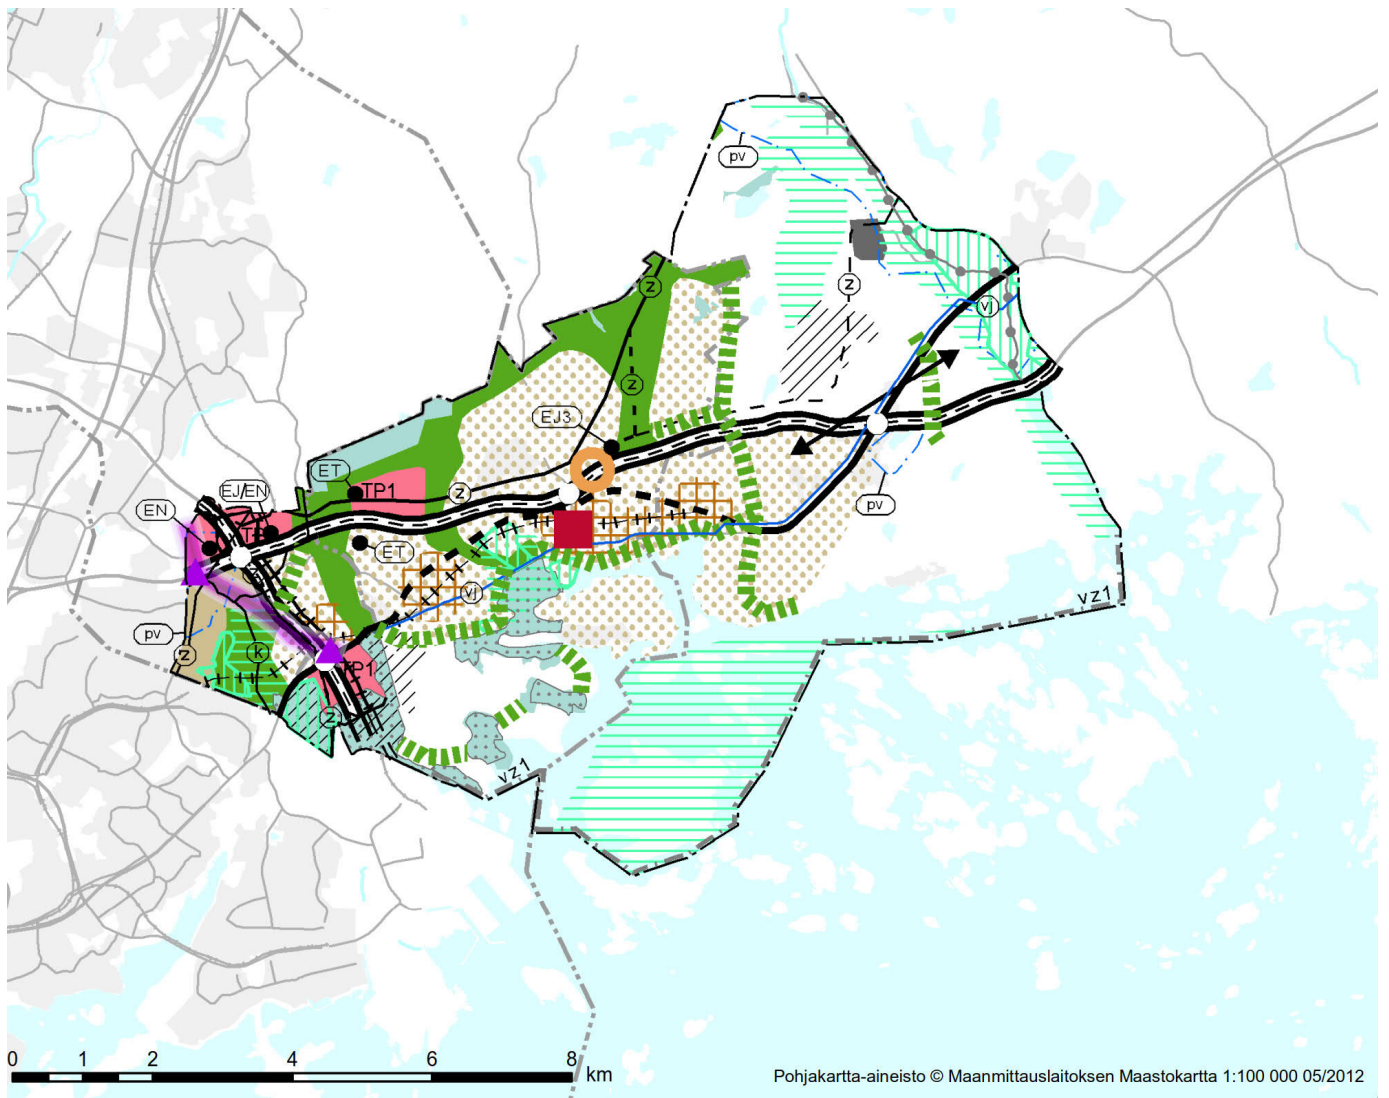 pv
z
vj
z
z
EJ3
ET
TP1
z
EJ/EN
EN
ET
pv
vj
vz1
pv
z
k
TP1
z
vz1
0 1 2 4 6 8
km
Pohjakartta-aineisto © Maanmittauslaitoksen Maastokartta 1:100 000 05/2012